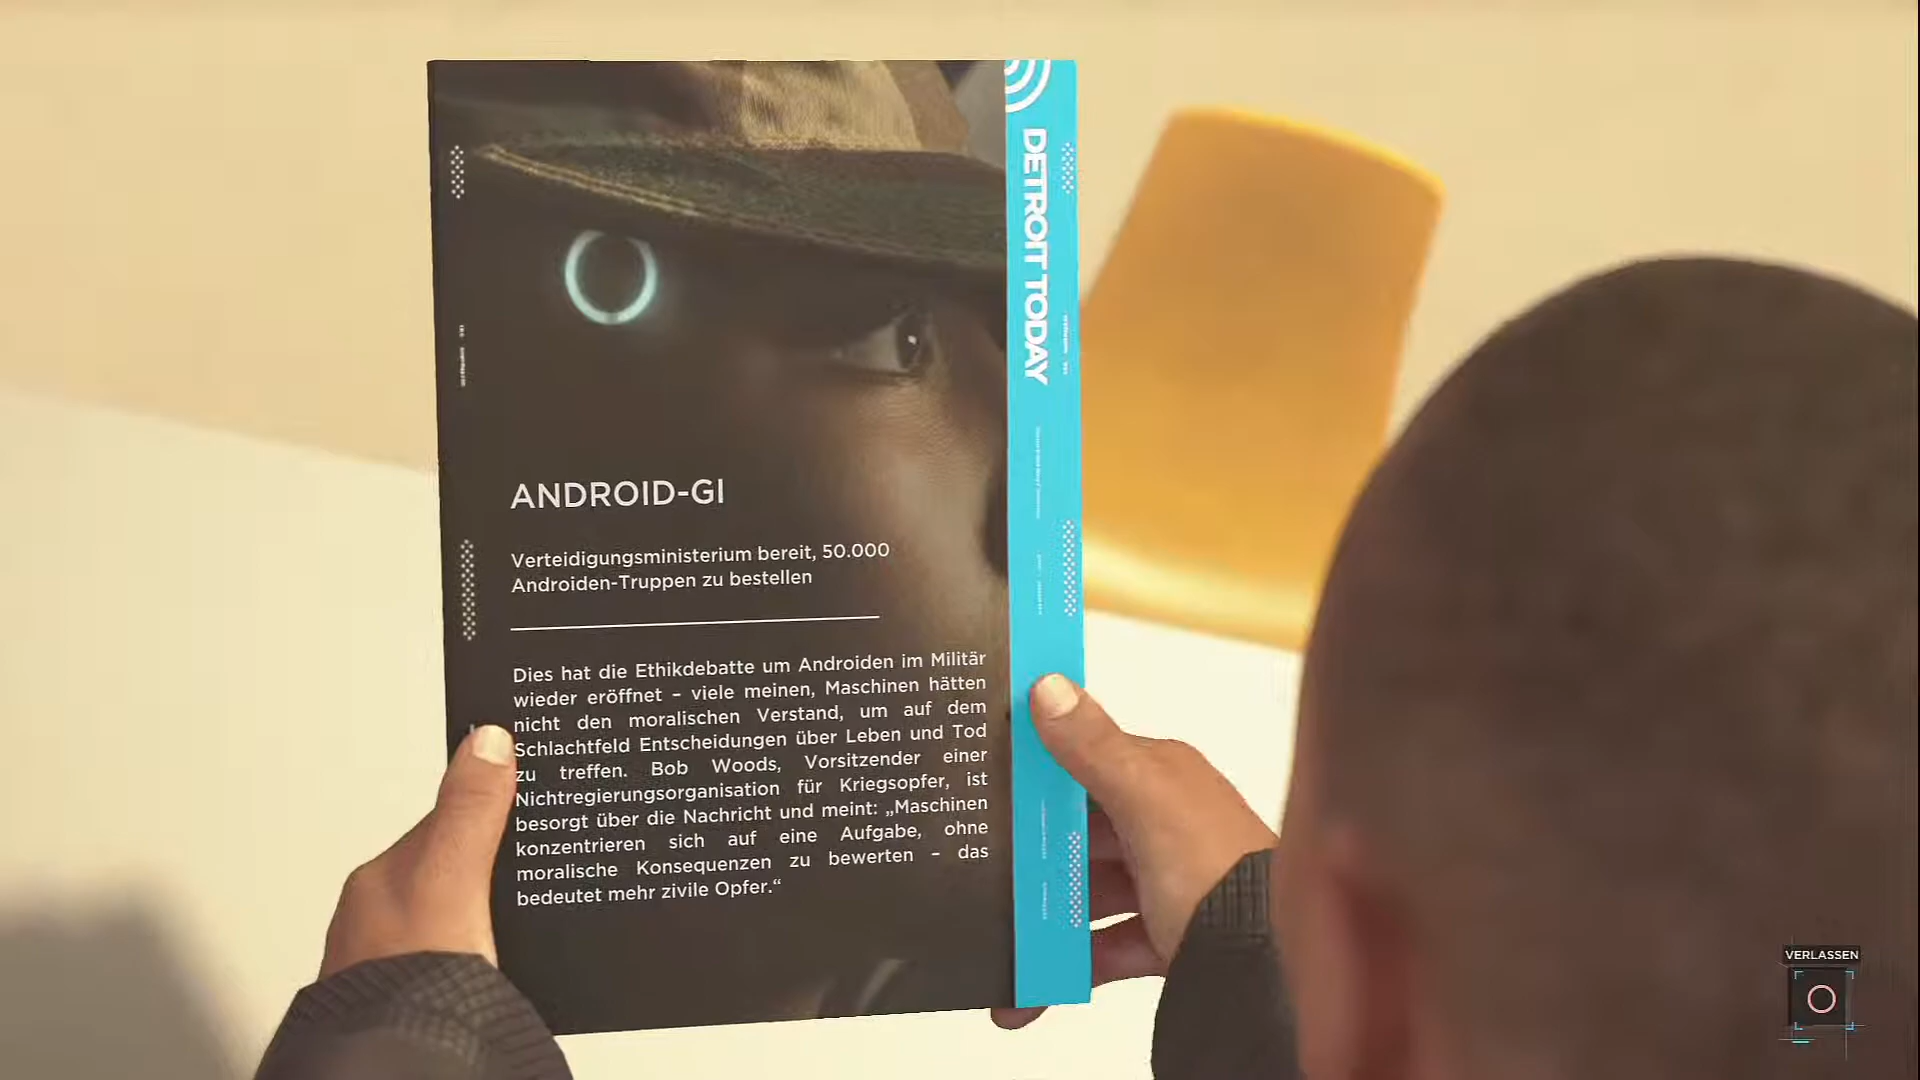 DETROIT TODAY
ANDROID-GI
Verteidigungsministerium bereit, 50.000
Androiden-Truppen zu bestellen
Dies hat die Ethikdebatte um Androiden im Militär
wieder eröffnet – viele meinen, Maschinen hätten
nicht den moralischen Verstand, um auf dem
Schlachtfeld Entscheidungen über Leben und Tod
zu treffen. Bob Woods, Vorsitzender einer
Nichtregierungsorganisation für Kriegsopfer, ist
besorgt über die Nachricht und meint: „Maschinen
konzentrieren sich auf eine Aufgabe, ohne
moralische Konsequenzen zu bewerten – das
bedeutet mehr zivile Opfer.“
VERLASSEN